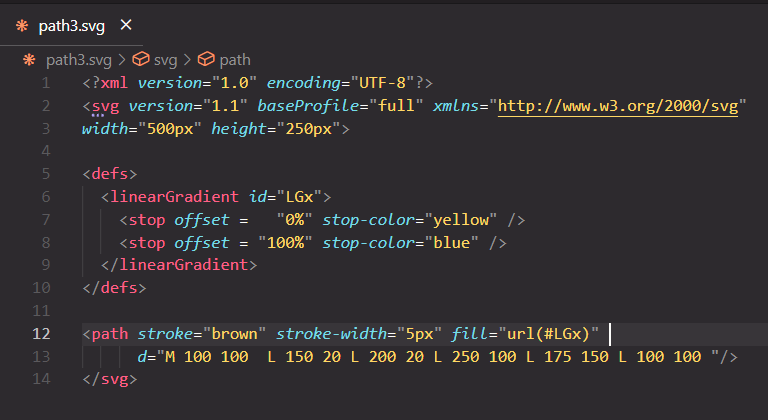 path3.svg ×
path3.svg > svg > path
1 <?xml version="1.0" encoding="UTF-8"?>
2 <svg version="1.1" baseProfile="full" xmlns="http://www.w3.org/2000/svg"
3 width="500px" height="250px">
4
5 <defs>
6   <linearGradient id="LGx">
7     <stop offset =   "0%" stop-color="yellow" />
8     <stop offset = "100%" stop-color="blue" />
9   </linearGradient>
10 </defs>
11
12 <path stroke="brown" stroke-width="5px" fill="url(#LGx)"
13       d="M 100 100  L 150 20 L 200 20 L 250 100 L 175 150 L 100 100 "/>
14 </svg>